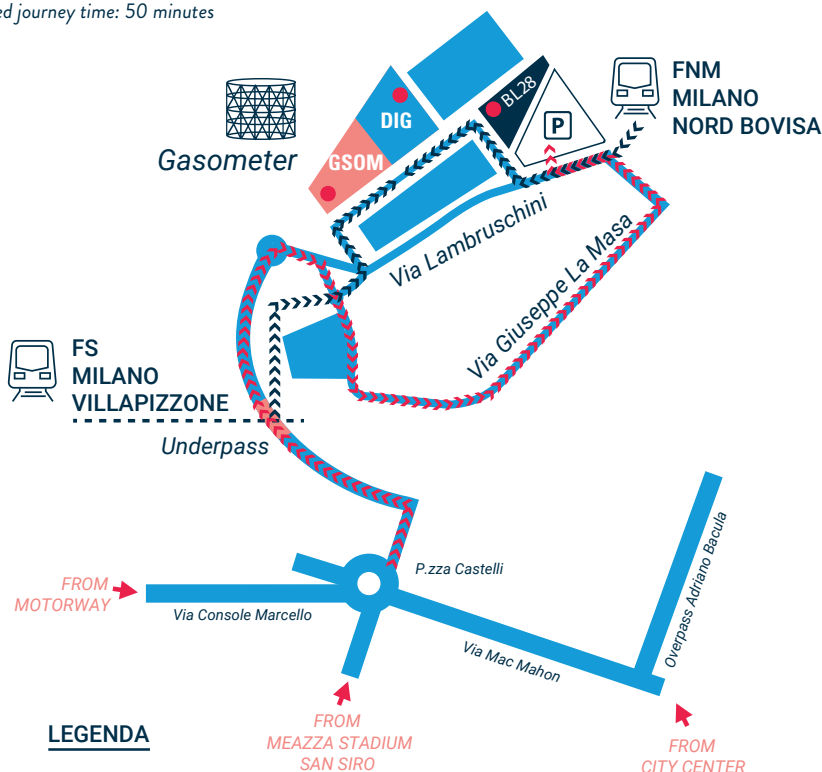 journey time: 50 minutes
BL28
P
FNM
MILANO
NORD BOVISA
DIG
Gasometer
GSOM
Via Lambruschini
Via Giuseppe La Masa
FS
MILANO
VILLAPIZZONE
Underpass
P.zza Castelli
Overpass Adriano Bacula
FROM
MOTORWAY
Via Console Marcello
Via Mac Mahon
LEGENDA
FROM
MEAZZA STADIUM
SAN SIRO
FROM
CITY CENTER